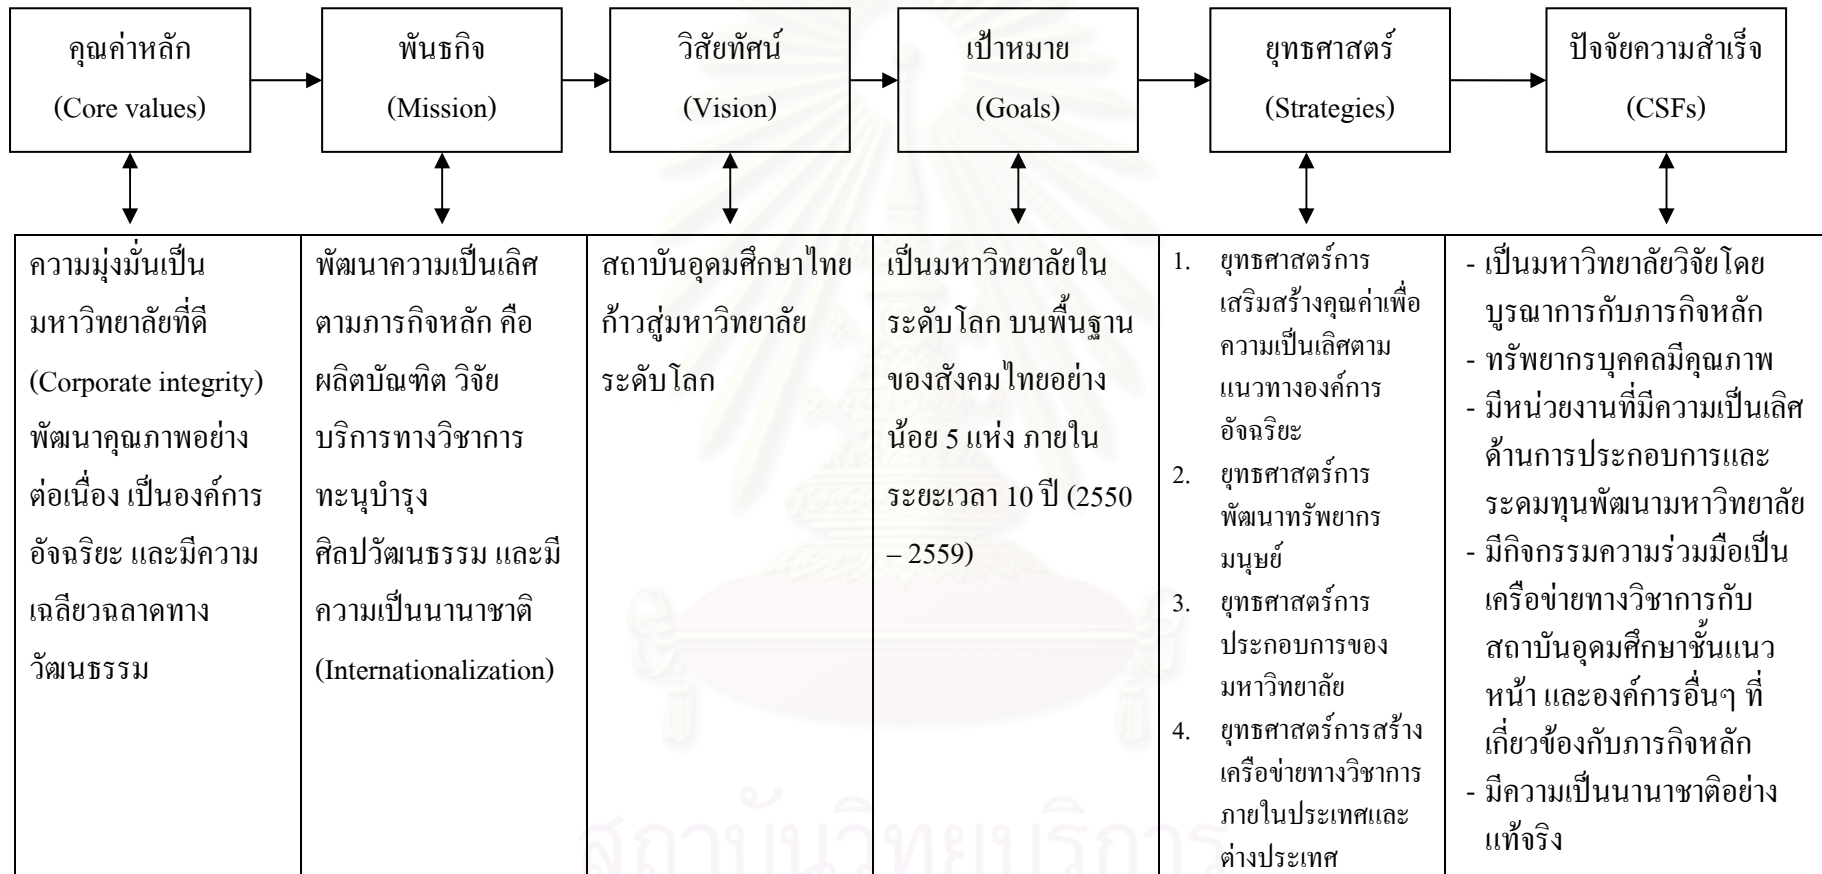 คุณค่าหลัก
(Core values)
พันธกิจ
(Mission)
วิสัยทัศน์
(Vision)
เป้าหมาย
(Goals)
ยุทธศาสตร์
(Strategies)
ปัจจัยความสำเร็จ
(CSFs)
ความมุ่งมั่นเป็น
มหาวิทยาลัยที่ดี
(Corporate integrity)
พัฒนาคุณภาพอย่าง
ต่อเนื่อง เป็นองค์การ
อัจฉริยะ และมีความ
เฉลียวฉลาดทาง
วัฒนธรรม
พัฒนาความเป็นเลิศ
ตามภารกิจหลัก คือ
ผลิตบัณฑิต วิจัย
บริการทางวิชาการ
ทะนุบำรุง
ศิลปวัฒนธรรม และมี
ความเป็นนานาชาติ
(Internationalization)
สถาบันอุดมศึกษาไทย
ก้าวสู่มหาวิทยาลัย
ระดับโลก
เป็นมหาวิทยาลัยใน
ระดับโลก บนพื้นฐาน
ของสังคมไทยอย่าง
น้อย 5 แห่ง ภายใน
ระยะเวลา 10 ปี (2550
– 2559)
1. ยุทธศาสตร์การ
เสริมสร้างคุณค่าเพื่อ
ความเป็นเลิศตาม
แนวทางองค์การ
อัจฉริยะ
2. ยุทธศาสตร์การ
พัฒนาทรัพยากร
มนุษย์
3. ยุทธศาสตร์การ
ประกอบการของ
มหาวิทยาลัย
4. ยุทธศาสตร์การสร้าง
เครือข่ายทางวิชาการ
ภายในประเทศและ
ต่างประเทศ
- เป็นมหาวิทยาลัยวิจัยโดย
บูรณาการกับภารกิจหลัก
- ทรัพยากรบุคคลมีคุณภาพ
- มีหน่วยงานที่มีความเป็นเลิศ
ด้านการประกอบการและ
ระดมทุนพัฒนามหาวิทยาลัย
- มีกิจกรรมความร่วมมือเป็น
เครือข่ายทางวิชาการกับ
สถาบันอุดมศึกษาชั้นแนว
หน้า และองค์การอื่นๆ ที่
เกี่ยวข้องกับภารกิจหลัก
- มีความเป็นนานาชาติอย่าง
แท้จริง
สถาบันวิทยบริการ